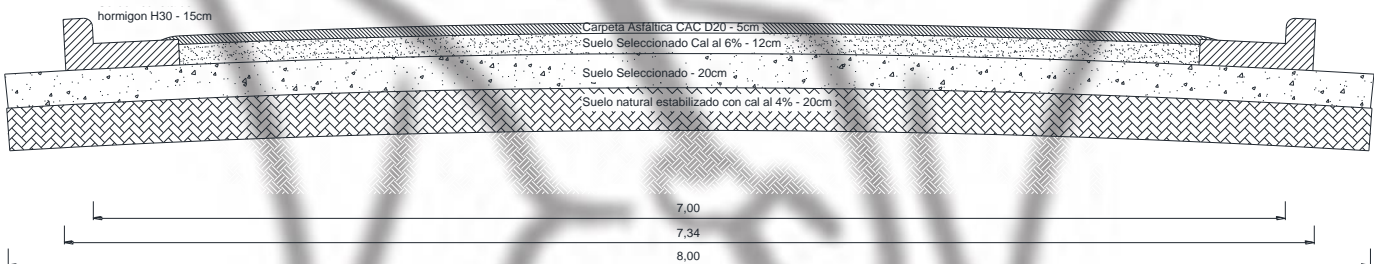 hormigon H30 - 15cm
Carpeta Asfáltica CAC D20 - 5cm
Suelo Seleccionado Cal al 6% - 12cm
Suelo Seleccionado - 20cm
Suelo natural estabilizado con cal al 4% - 20cm
7,00
7,34
8,00